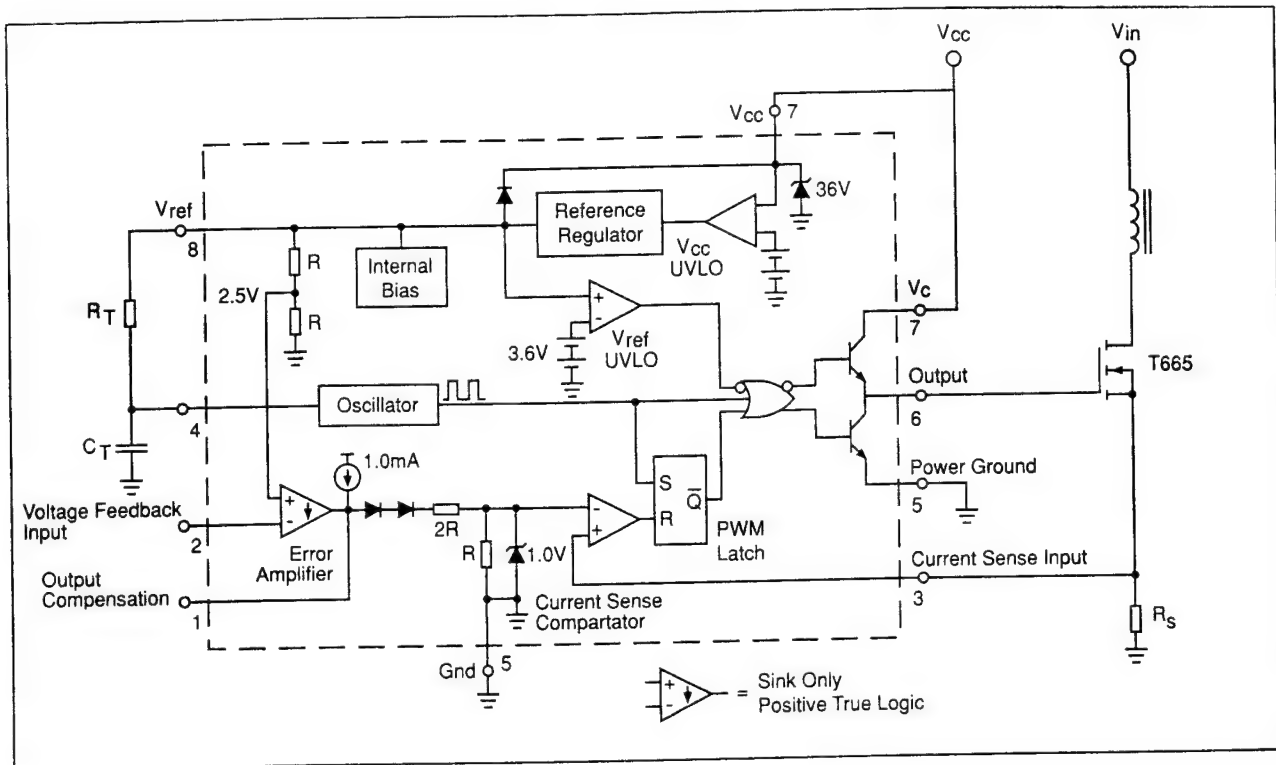 Vcc
Vin
Vcc 7
36V
Vref
8
Reference
Regulator
Vcc
UVLO
R
Internal
Bias
2.5V
R
RT
Vc
7
3.6V
Vref
UVLO
T665
Output
6
Oscillator
4
CT
1.0mA
Power Ground
5
S
Q
R
Voltage Feedback
Input
2
2R
R
1.0V
PWM
Latch
Error
Amplifier
Current Sense Input
3
Output
Compensation
1
Current Sense
Compartator
Rs
Gnd
5
= Sink Only
Positive True Logic